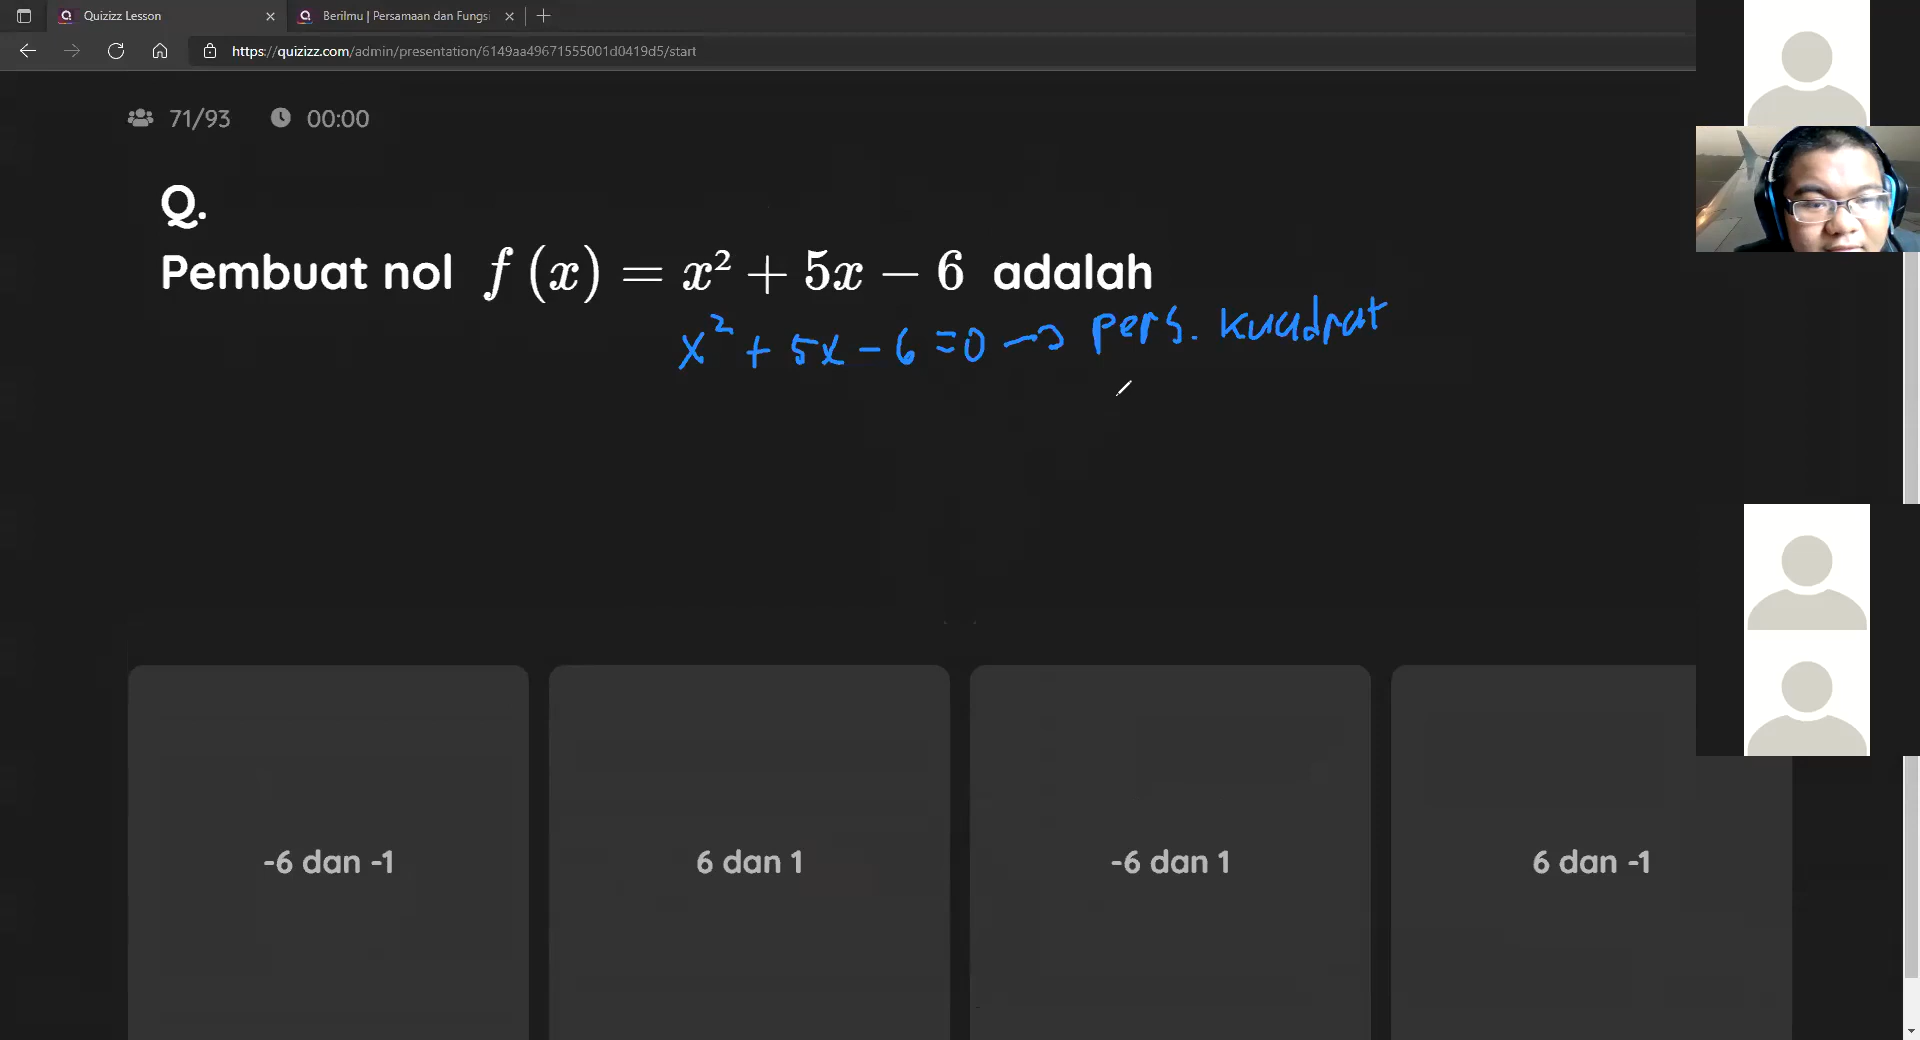 Quizizz Lesson
Berilmu | Persamaan dan Fungsi
https://quizizz.com/admin/presentation/6149aa49671555001d0419d5/start
71/93 00:00
Q.
Pembuat nol f (x) = x² + 5x − 6 adalah
x² + 5x − 6 = 0 → pers. kuadrat
-6 dan -1
6 dan 1
-6 dan 1
6 dan -1